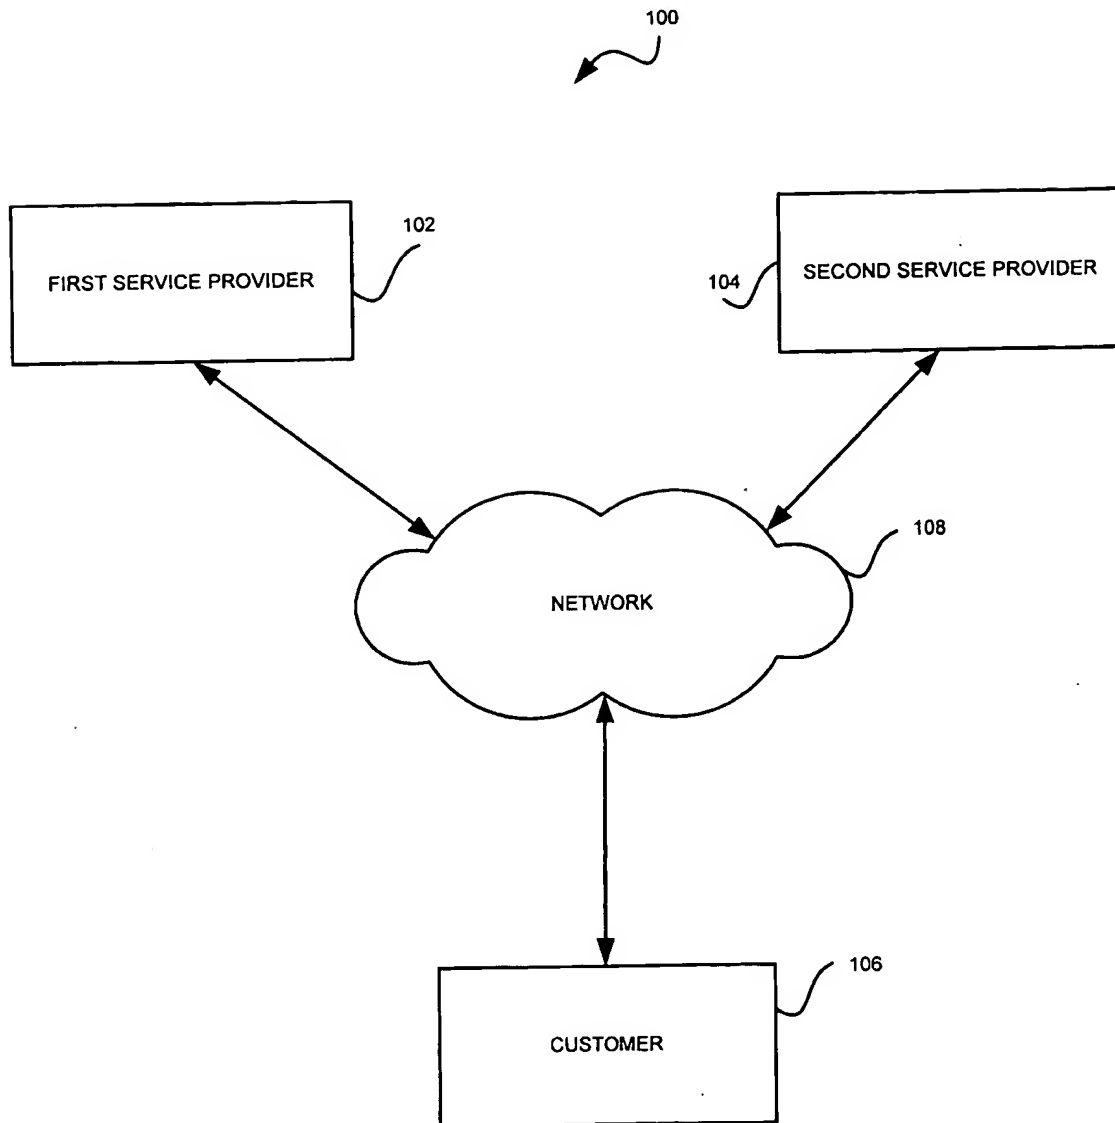 100
102
FIRST SERVICE PROVIDER
104
SECOND SERVICE PROVIDER
108
NETWORK
106
CUSTOMER